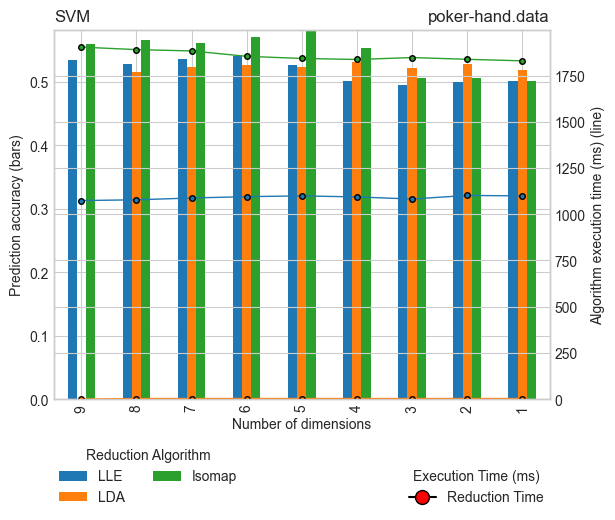 SVM poker-hand.data
Prediction accuracy (bars)
0.5
0.4
0.3
0.2
0.1
0.0
1750
1500
1250
1000
750
500
250
0
Algorithm execution time (ms) (line)
9 8 7 6 5 4 3 2 1
Number of dimensions
Reduction Algorithm
LLE Isomap
LDA
Execution Time (ms)
Reduction Time